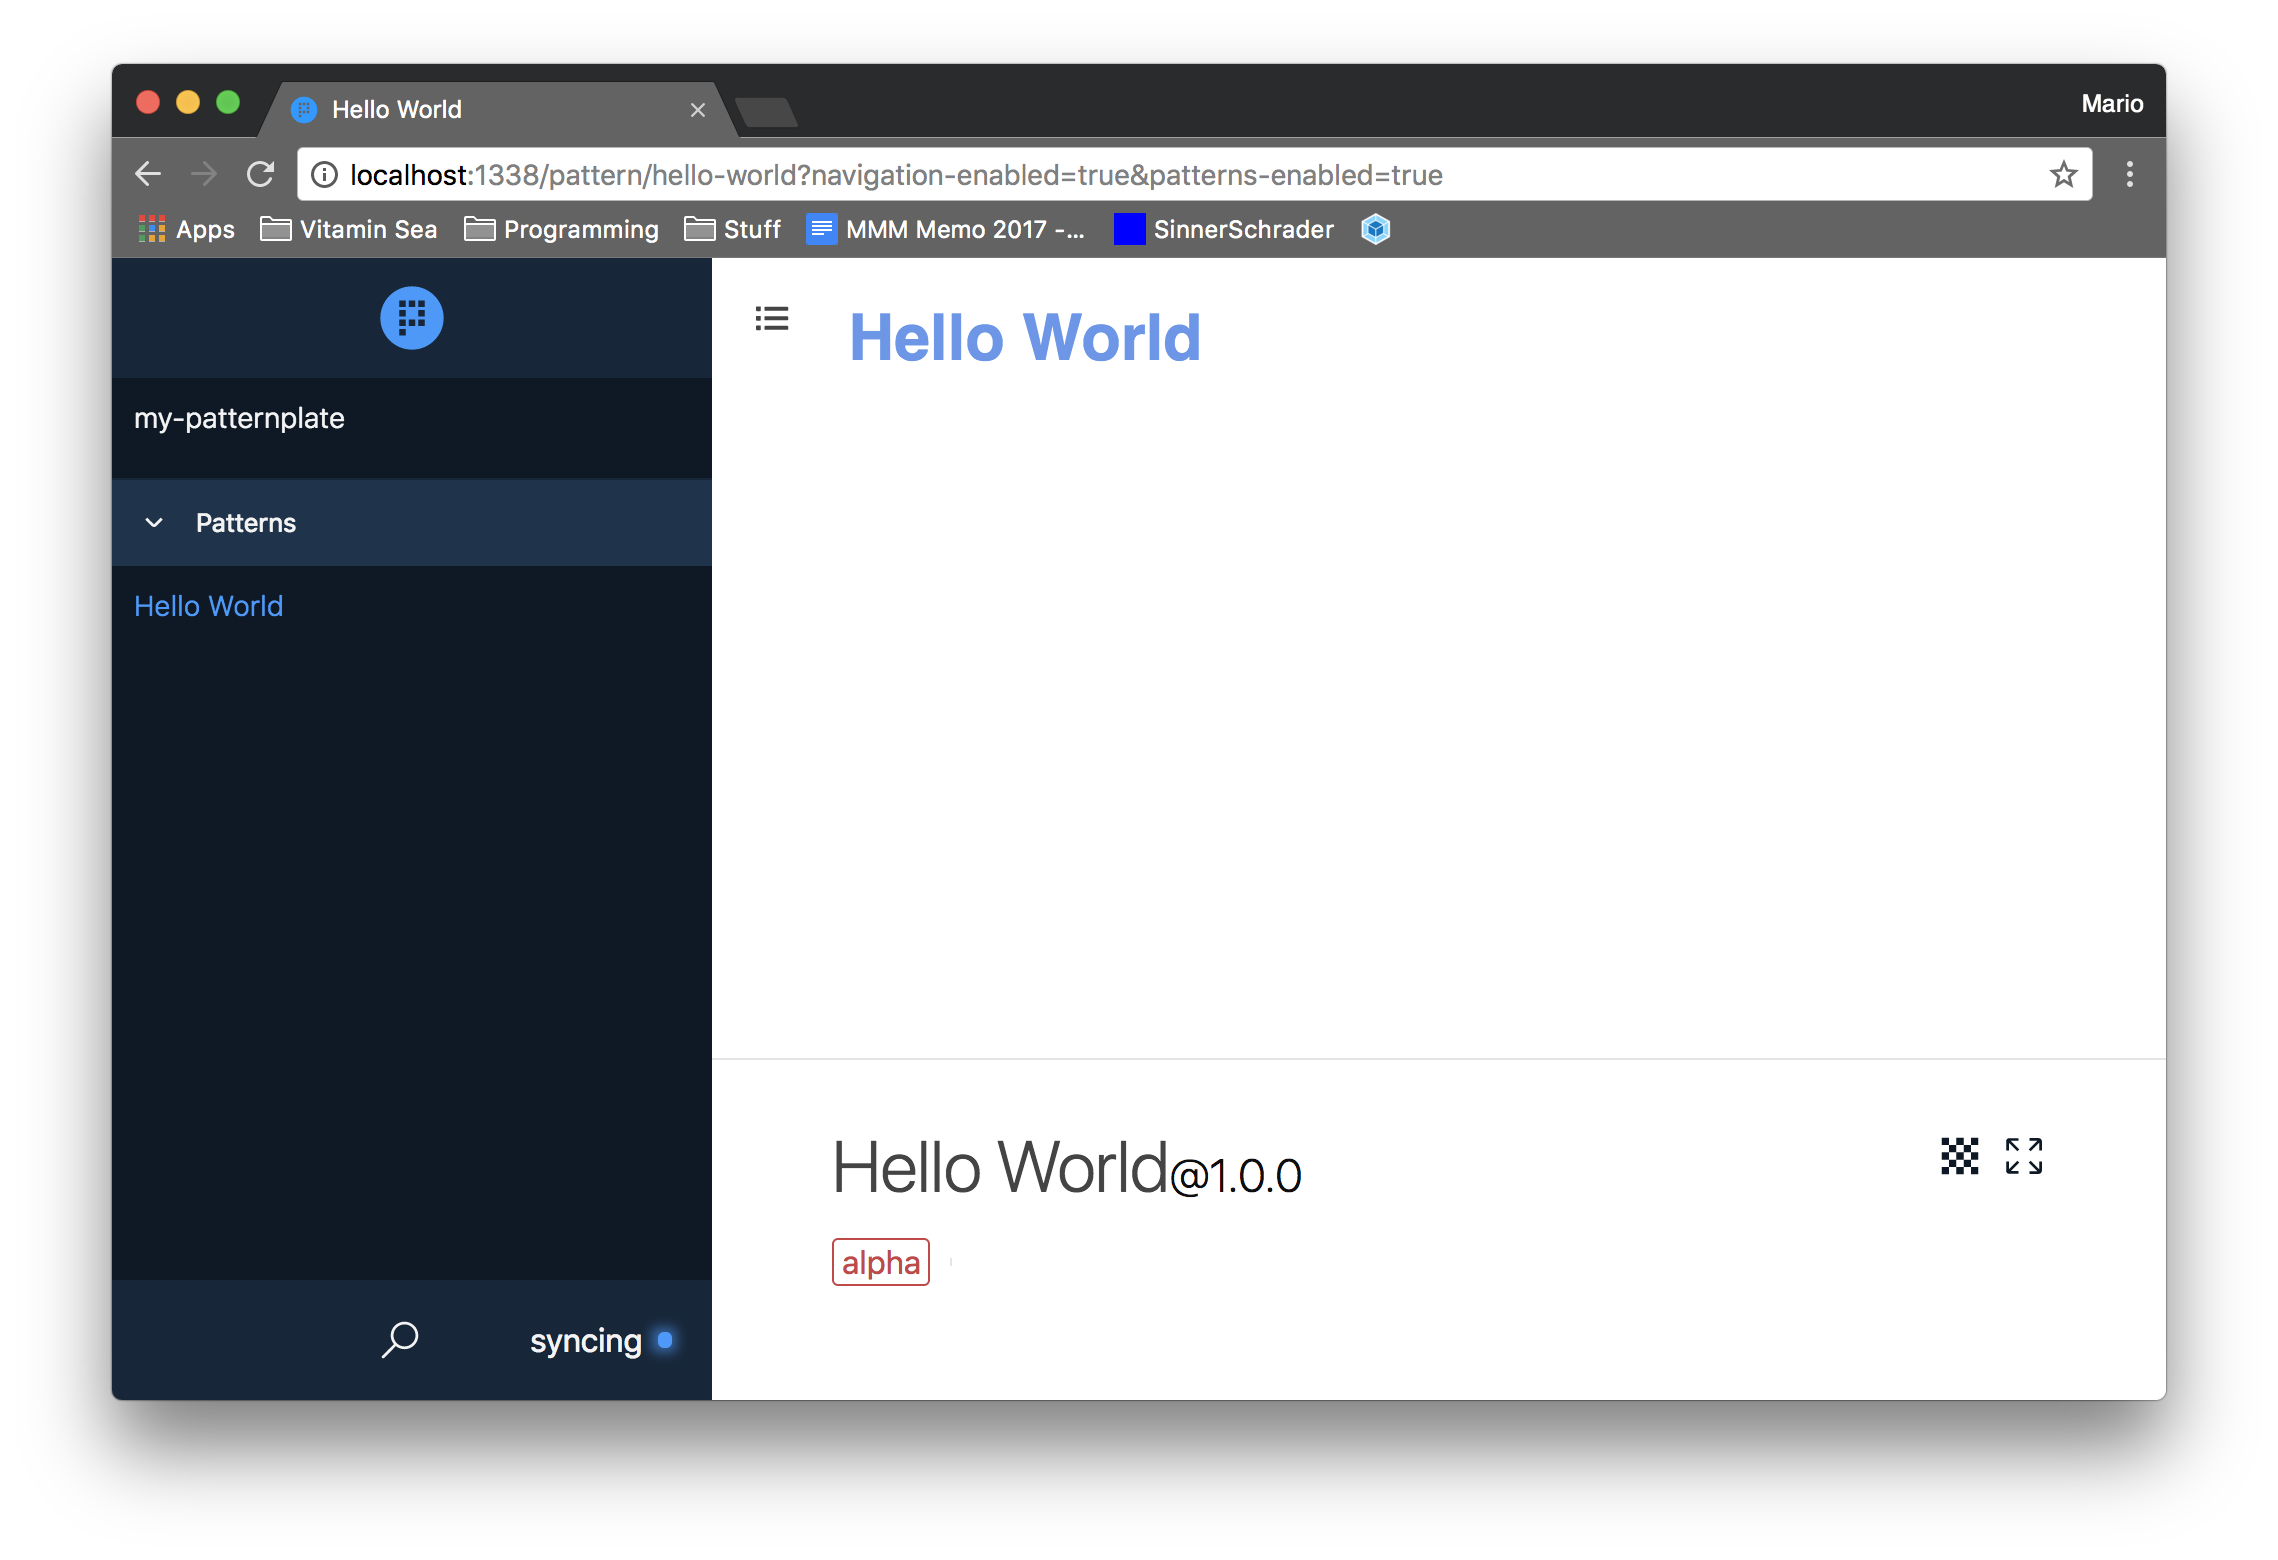 Hello World
Mario
localhost:1338/pattern/hello-world?navigation-enabled=true&patterns-enabled=true
Apps Vitamin Sea Programming Stuff MMM Memo 2017 -... SinnerSchrader
my-patternplate
Patterns
Hello World
syncing
Hello World
Hello World@1.0.0
alpha